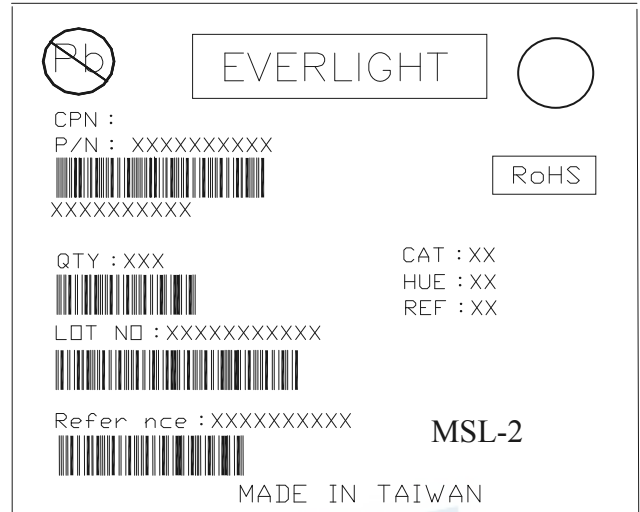 Pb
EVERLIGHT
CPN :
P/N : XXXXXXXXXX
RoHS
XXXXXXXXXX
QTY : XXX
CAT : XX
HUE : XX
REF : XX
LOT NO : XXXXXXXXXXX
Refer nce : XXXXXXXXXX
MSL-2
MADE IN TAIWAN